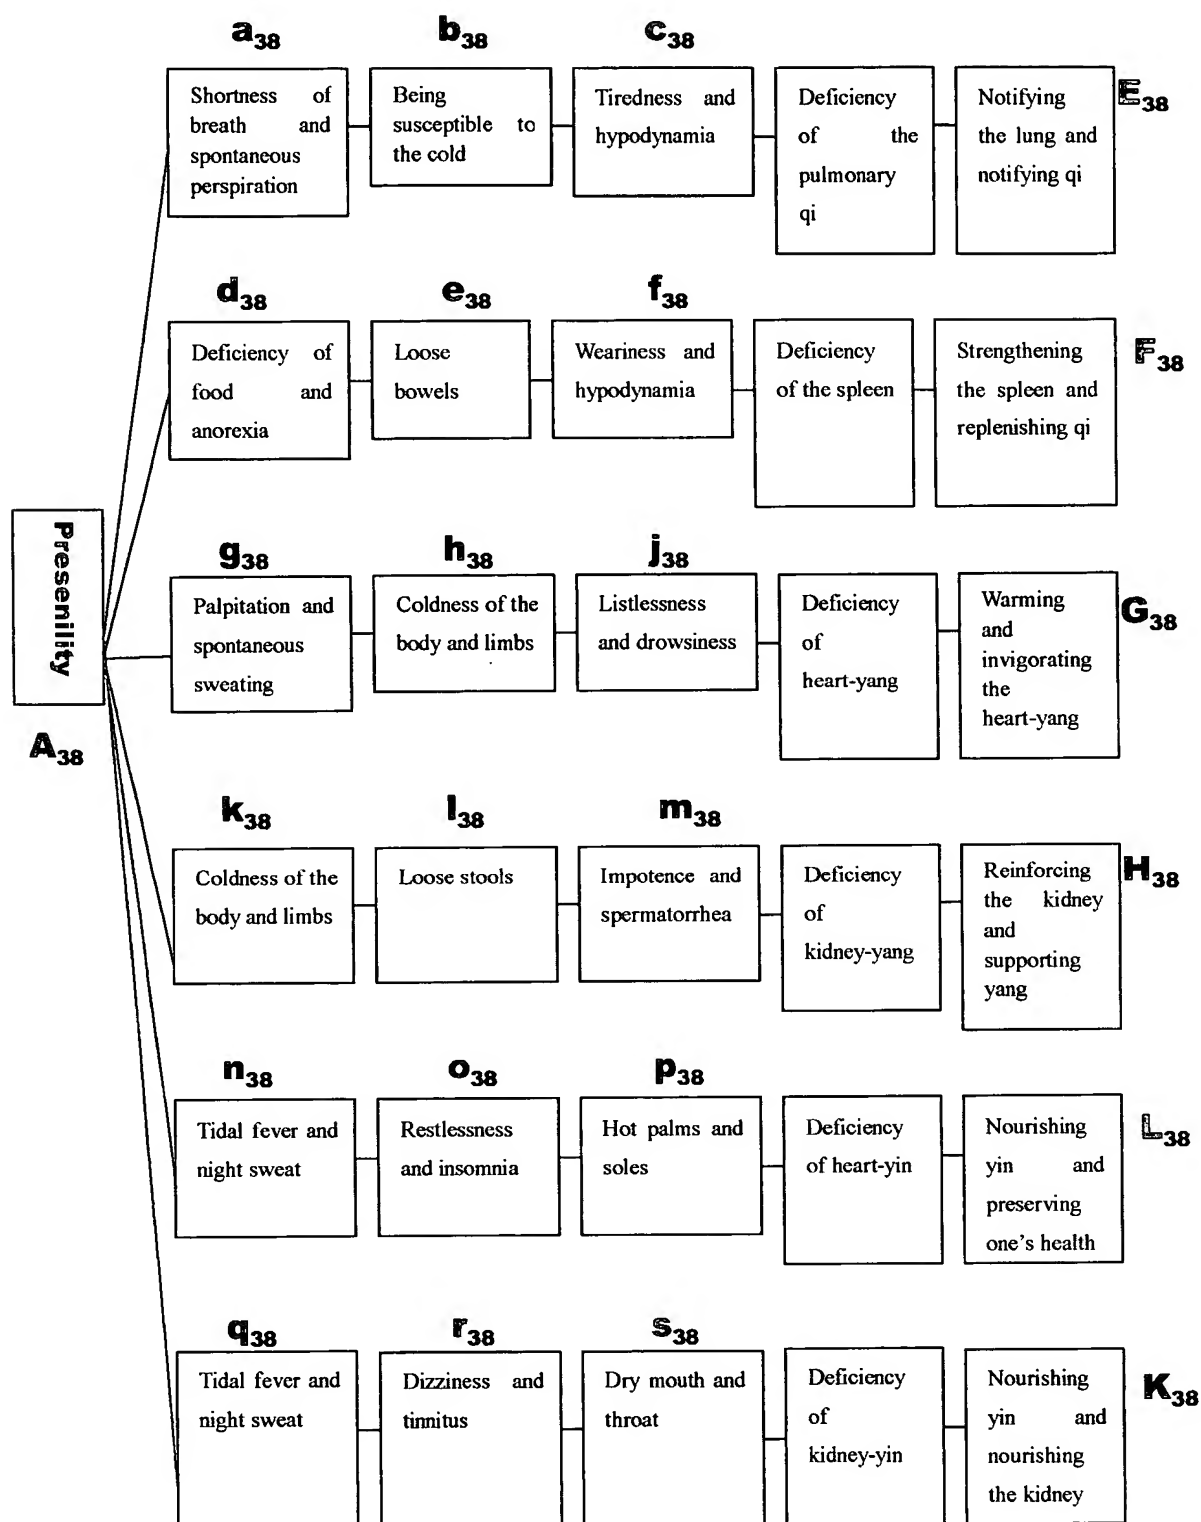 a38 b38 c38
Shortness of
breath and
spontaneous
perspiration
Being
susceptible to
the cold
Tiredness and
hypodynamia
Deficiency
of the
pulmonary
qi
Notifying
the lung and
notifying qi
E38
d38 e38 f38
Deficiency of
food and
anorexia
Loose
bowels
Weariness and
hypodynamia
Deficiency
of the spleen
Strengthening
the spleen and
replenishing qi
F38
Presenility
A38
g38 h38 j38
Palpitation and
spontaneous
sweating
Coldness of the
body and limbs
Listlessness
and drowsiness
Deficiency
of
heart-yang
Warming
and
invigorating
the
heart-yang
G38
k38 l38 m38
Coldness of the
body and limbs
Loose stools
Impotence and
spermatorrhea
Deficiency
of
kidney-yang
Reinforcing
the kidney
and
supporting
yang
H38
n38 o38 p38
Tidal fever and
night sweat
Restlessness
and insomnia
Hot palms and
soles
Deficiency
of heart-yin
Nourishing
yin and
preserving
one's health
L38
q38 r38 s38
Tidal fever and
night sweat
Dizziness and
tinnitus
Dry mouth and
throat
Deficiency
of
kidney-yin
Nourishing
yin and
nourishing
the kidney
K38